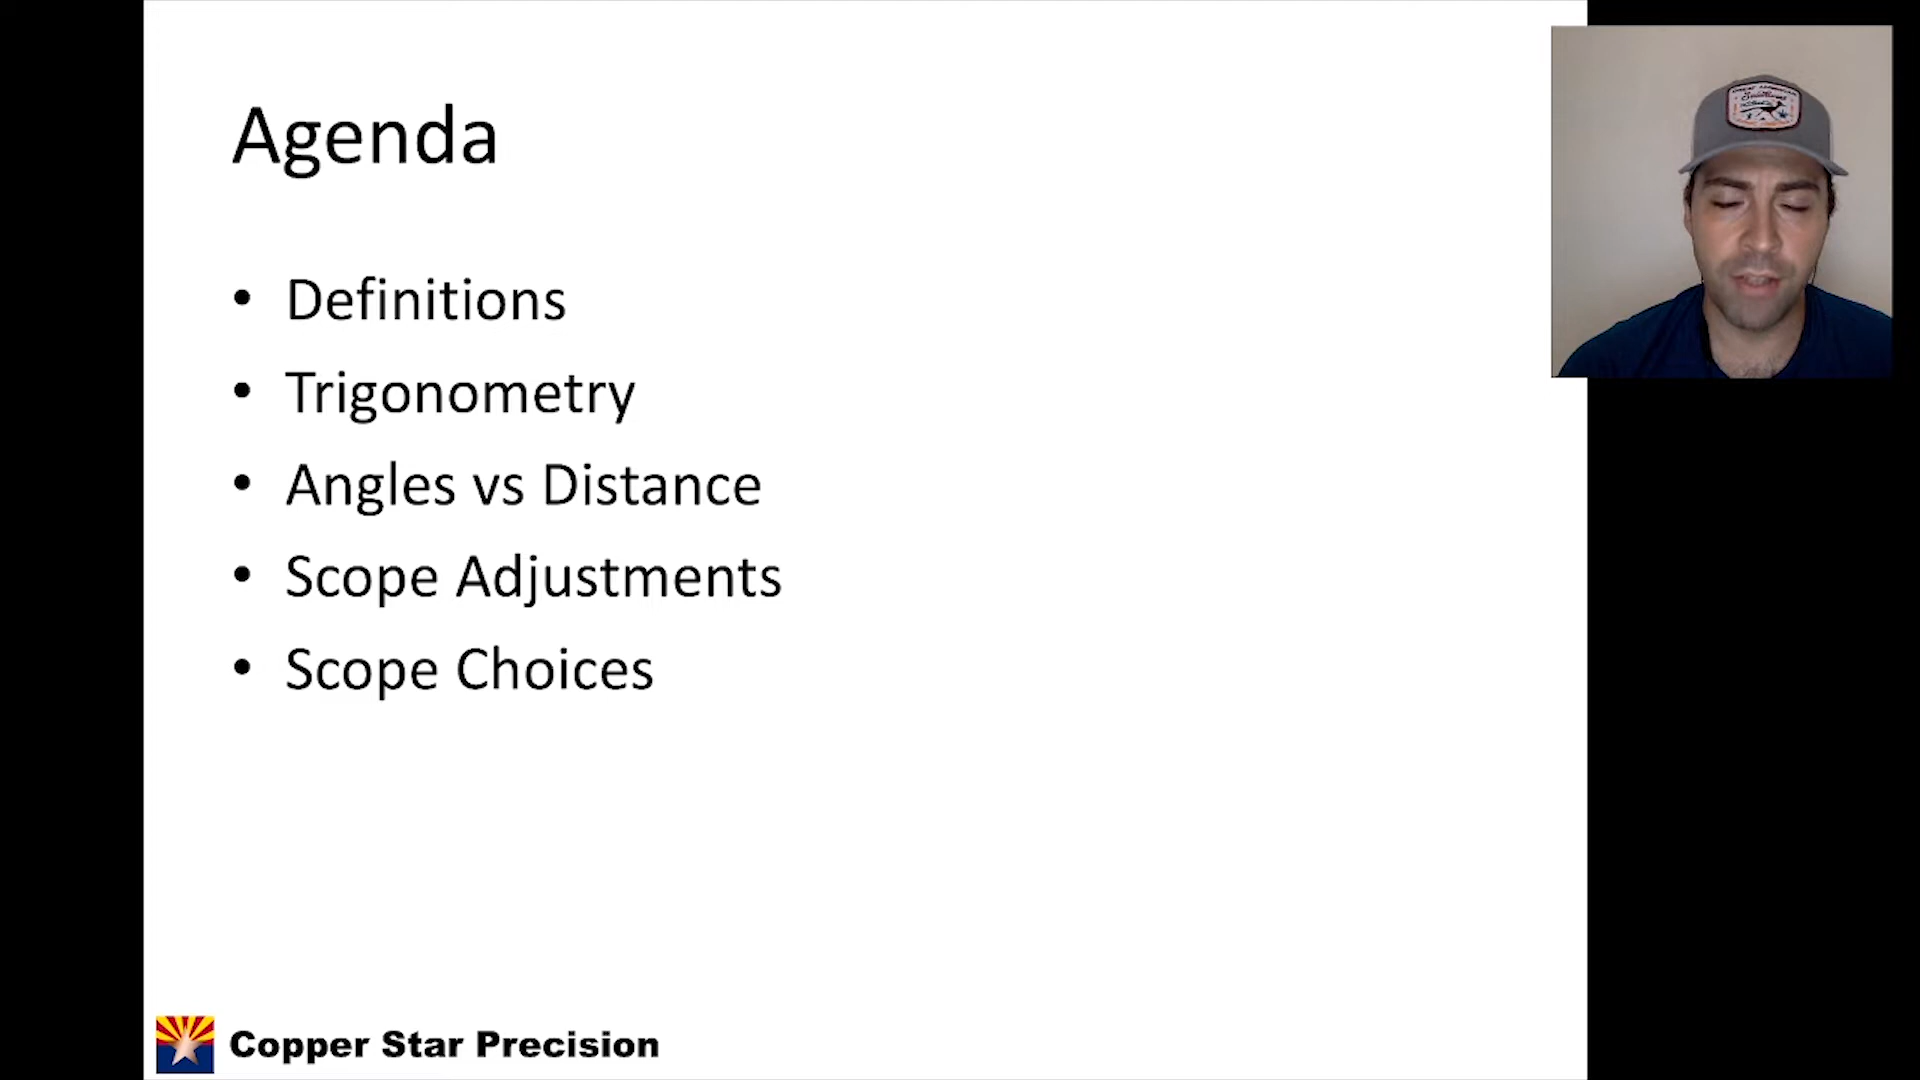 Agenda
• Definitions
• Trigonometry
• Angles vs Distance
• Scope Adjustments
• Scope Choices
Copper Star Precision